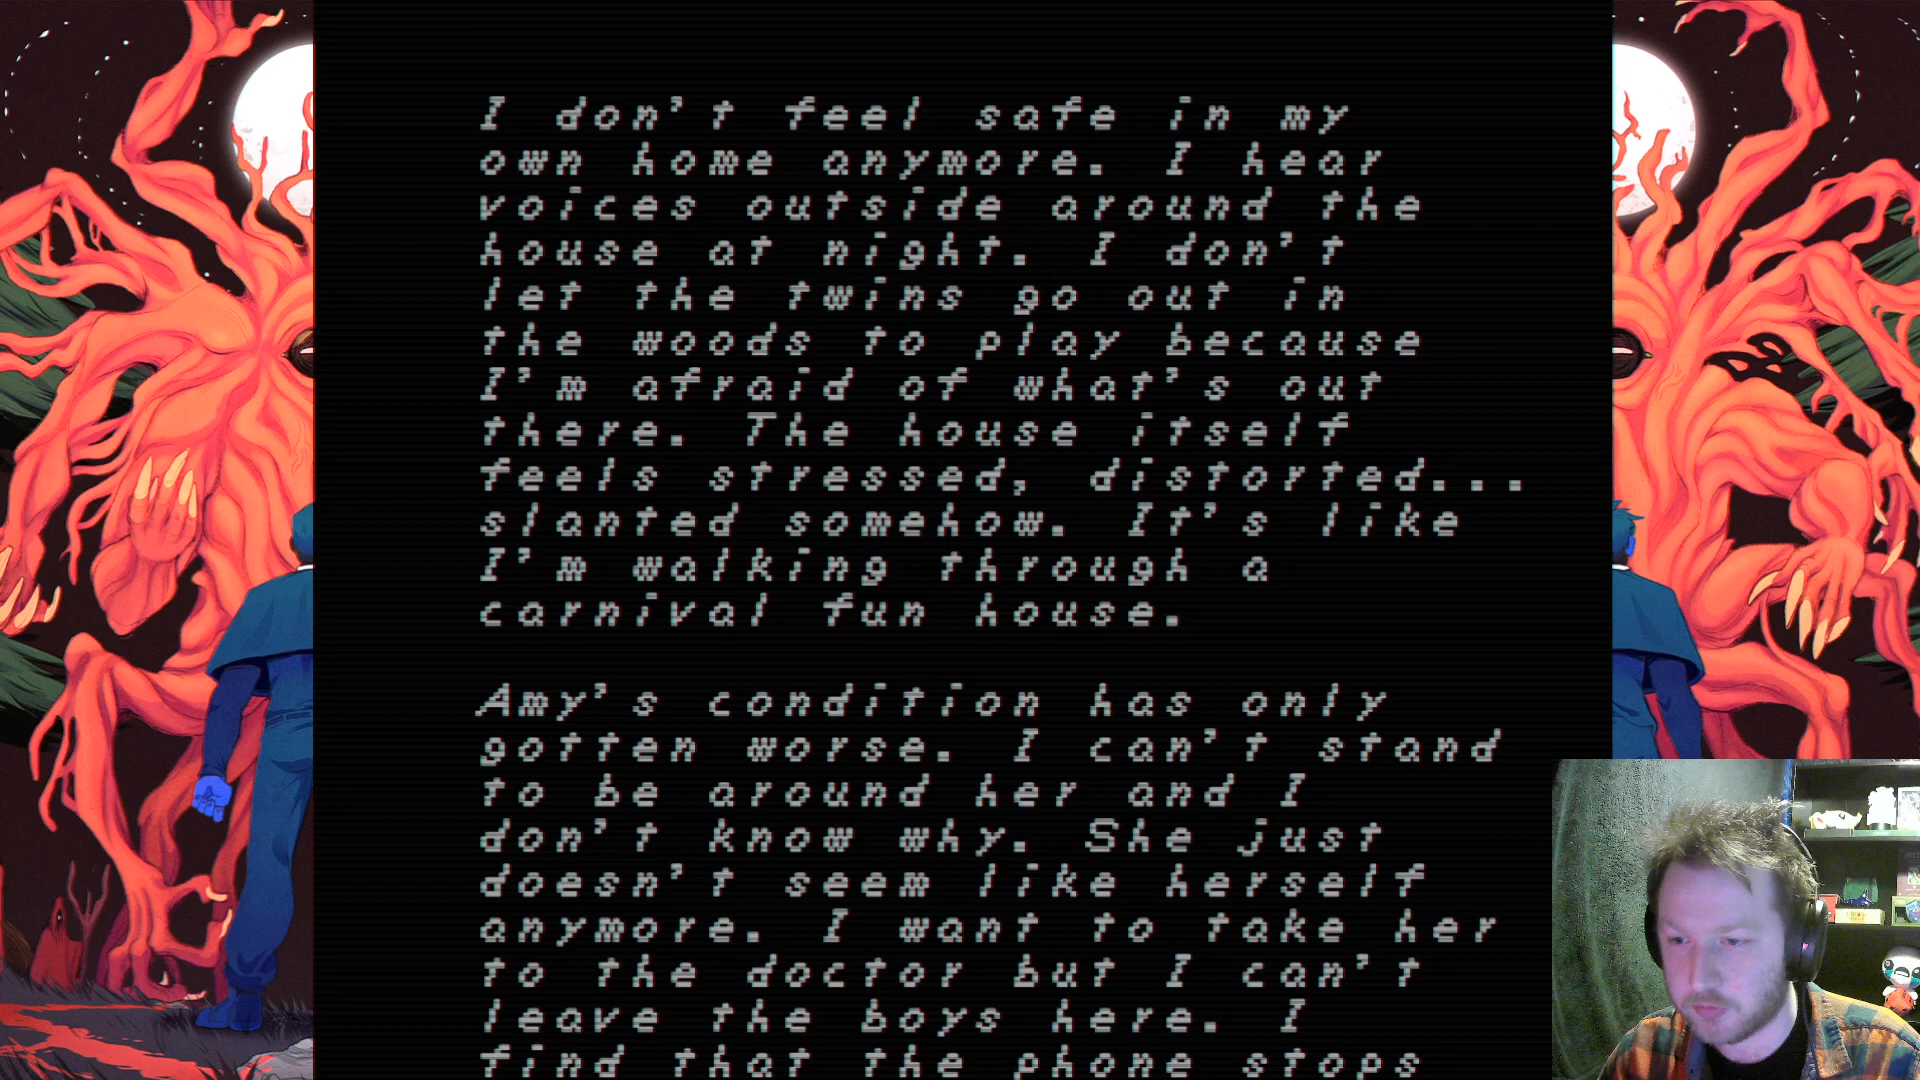 I don't feel safe in my
own home anymore. I hear
voices outside around the
house at night. I don't
let the twins go out in
the woods to play because
I'm afraid of what's out
there. The house itself
feels stressed, distorted...
slanted somehow. It's like
I'm walking through a
carnival fun house.
Amy's condition has only
gotten worse. I can't stand
to be around her and I
don't know why. She just
doesn't seem like herself
anymore. I want to take her
to the doctor but I can't
leave the boys here. I
find that the phone stops